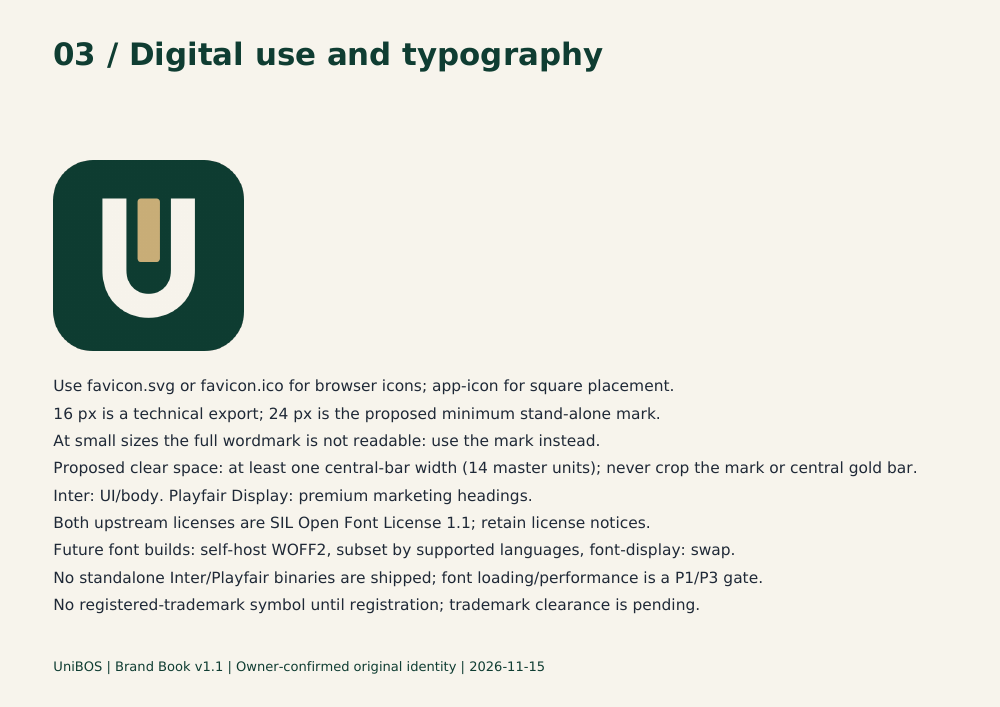 03 / Digital use and typography
Use favicon.svg or favicon.ico for browser icons; app-icon for square placement.
16 px is a technical export; 24 px is the proposed minimum stand-alone mark.
At small sizes the full wordmark is not readable: use the mark instead.
Proposed clear space: at least one central-bar width (14 master units); never crop the mark or central gold bar.
Inter: UI/body. Playfair Display: premium marketing headings.
Both upstream licenses are SIL Open Font License 1.1; retain license notices.
Future font builds: self-host WOFF2, subset by supported languages, font-display: swap.
No standalone Inter/Playfair binaries are shipped; font loading/performance is a P1/P3 gate.
No registered-trademark symbol until registration; trademark clearance is pending.
UniBOS | Brand Book v1.1 | Owner-confirmed original identity | 2026-11-15